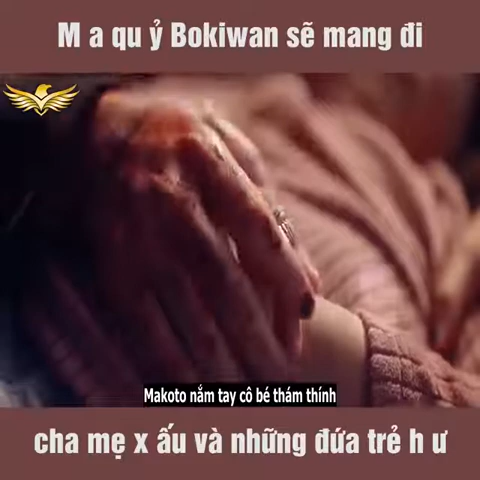 M a qu ỷ Bokiwan sẽ mang đi
Makoto nắm tay cô bé thám thính
cha mẹ x ấu và những đứa trẻ h ư